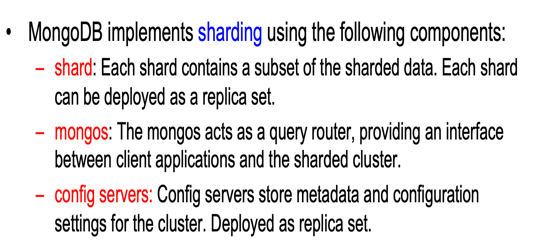 • MongoDB implements sharding using the following components:
– shard: Each shard contains a subset of the sharded data. Each shard
can be deployed as a replica set.
– mongos: The mongos acts as a query router, providing an interface
between client applications and the sharded cluster.
– config servers: Config servers store metadata and configuration
settings for the cluster. Deployed as replica set.